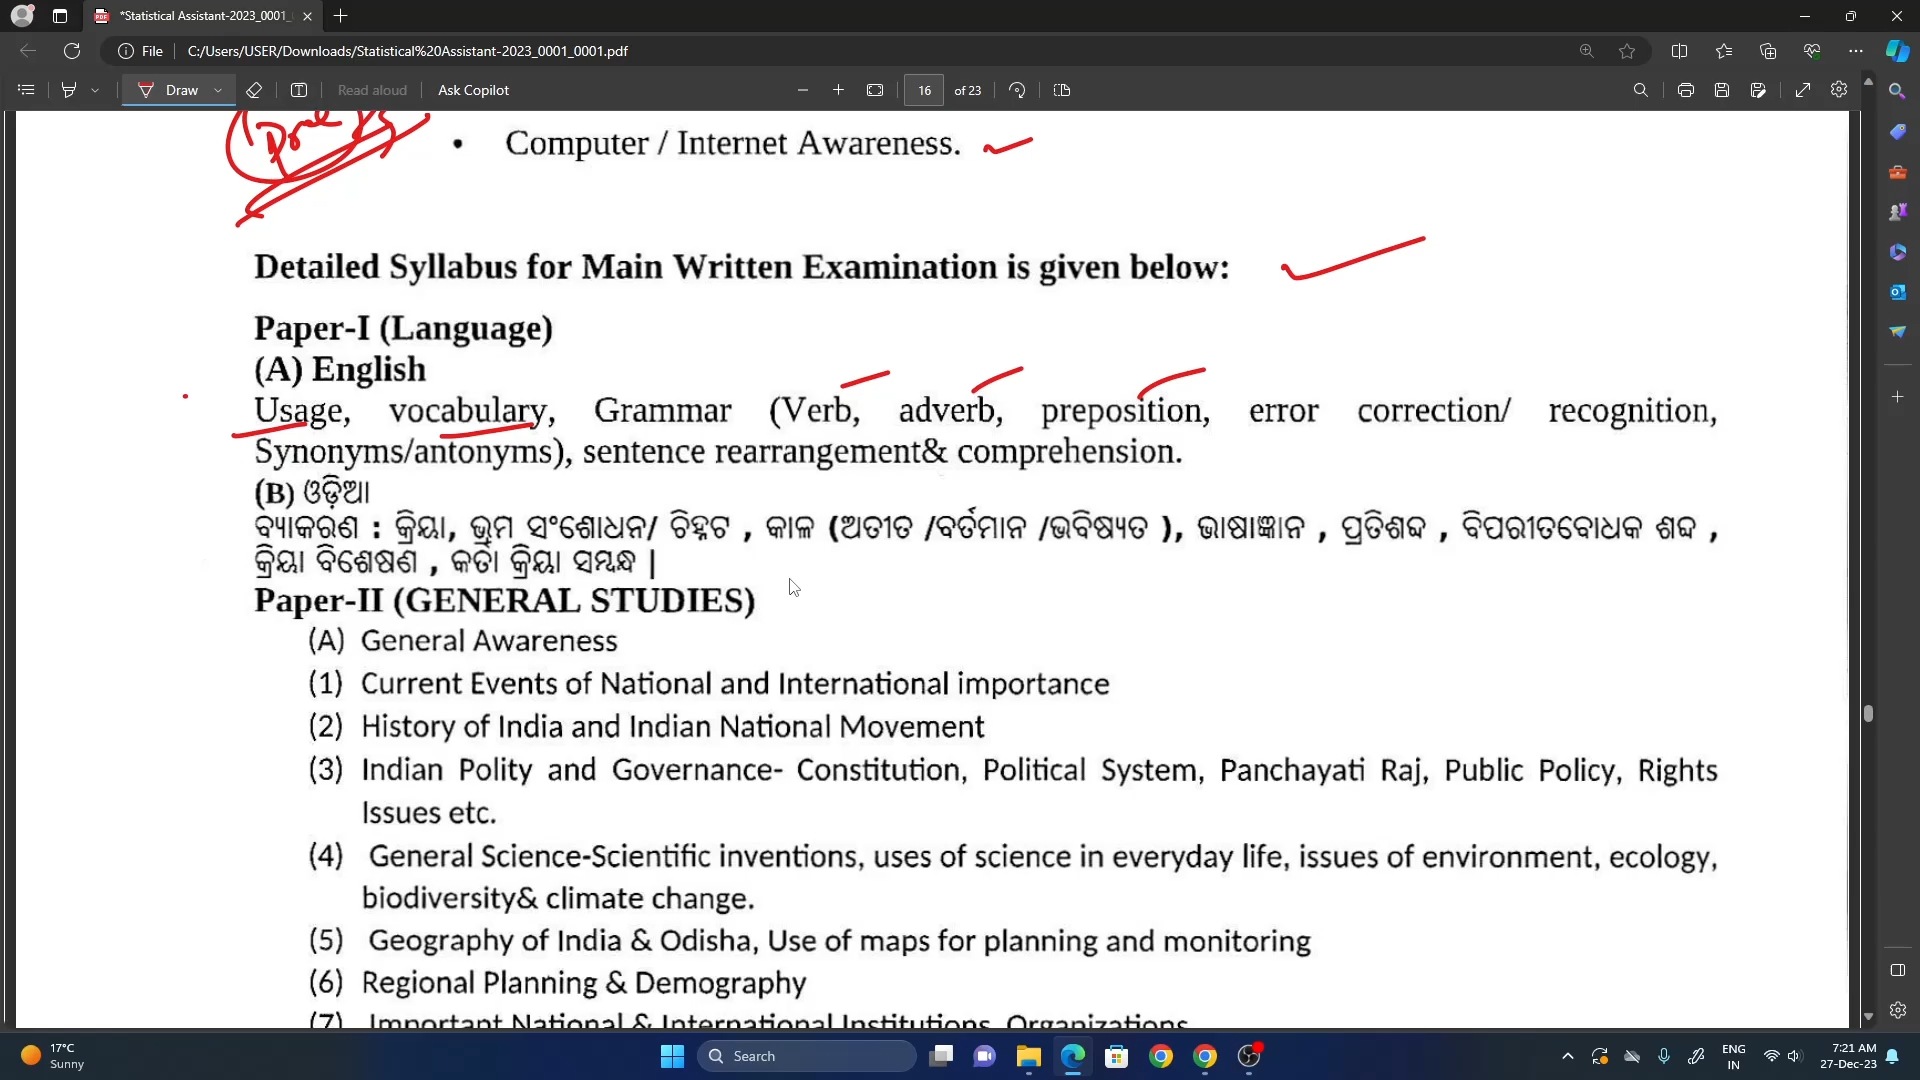 *Statistical Assistant-2023_0001_
File C:/Users/USER/Downloads/Statistical%20Assistant-2023_0001_0001.pdf
Draw Read aloud Ask Copilot 16 of 23
• Computer / Internet Awareness.
Detailed Syllabus for Main Written Examination is given below:
Paper-I (Language)
(A) English
Usage, vocabulary, Grammar (Verb, adverb, preposition, error correction/ recognition,
Synonyms/antonyms), sentence rearrangement& comprehension.
(B) ଓଡ଼ିଆ
ବ୍ୟାକରଣ : କ୍ରିୟା, ଭ୍ରମ ସଂଶୋଧନ/ ଚିହ୍ନଟ , କାଳ (ଅତୀତ /ବର୍ତମାନ /ଭବିଷ୍ୟତ ), ଭାଷାଜ୍ଞାନ , ପ୍ରତିଶବ୍ଦ , ବିପରୀତବୋଧକ ଶବ୍ଦ ,
କ୍ରିୟା ବିଶେଷଣ , କର୍ତା କ୍ରିୟା ସମ୍ବନ୍ଧ |
Paper-II (GENERAL STUDIES)
(A) General Awareness
(1) Current Events of National and International importance
(2) History of India and Indian National Movement
(3) Indian Polity and Governance- Constitution, Political System, Panchayati Raj, Public Policy, Rights
Issues etc.
(4) General Science-Scientific inventions, uses of science in everyday life, issues of environment, ecology,
biodiversity& climate change.
(5) Geography of India & Odisha, Use of maps for planning and monitoring
(6) Regional Planning & Demography
(7) Important National & International Institutions, Organizations
17°C
Sunny
Search
ENG
IN
7:21 AM
27-Dec-23